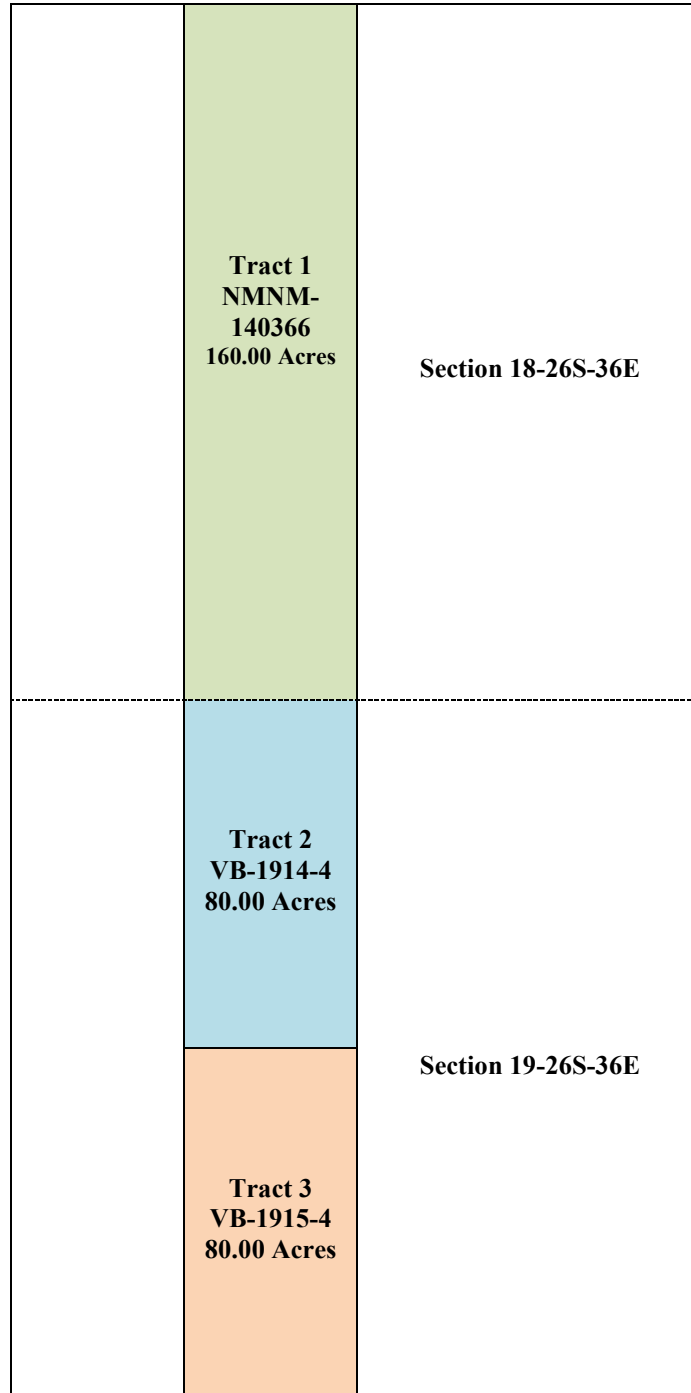 Tract 1
NMNM-
140366
160.00 Acres
Section 18-26S-36E
Tract 2
VB-1914-4
80.00 Acres
Section 19-26S-36E
Tract 3
VB-1915-4
80.00 Acres